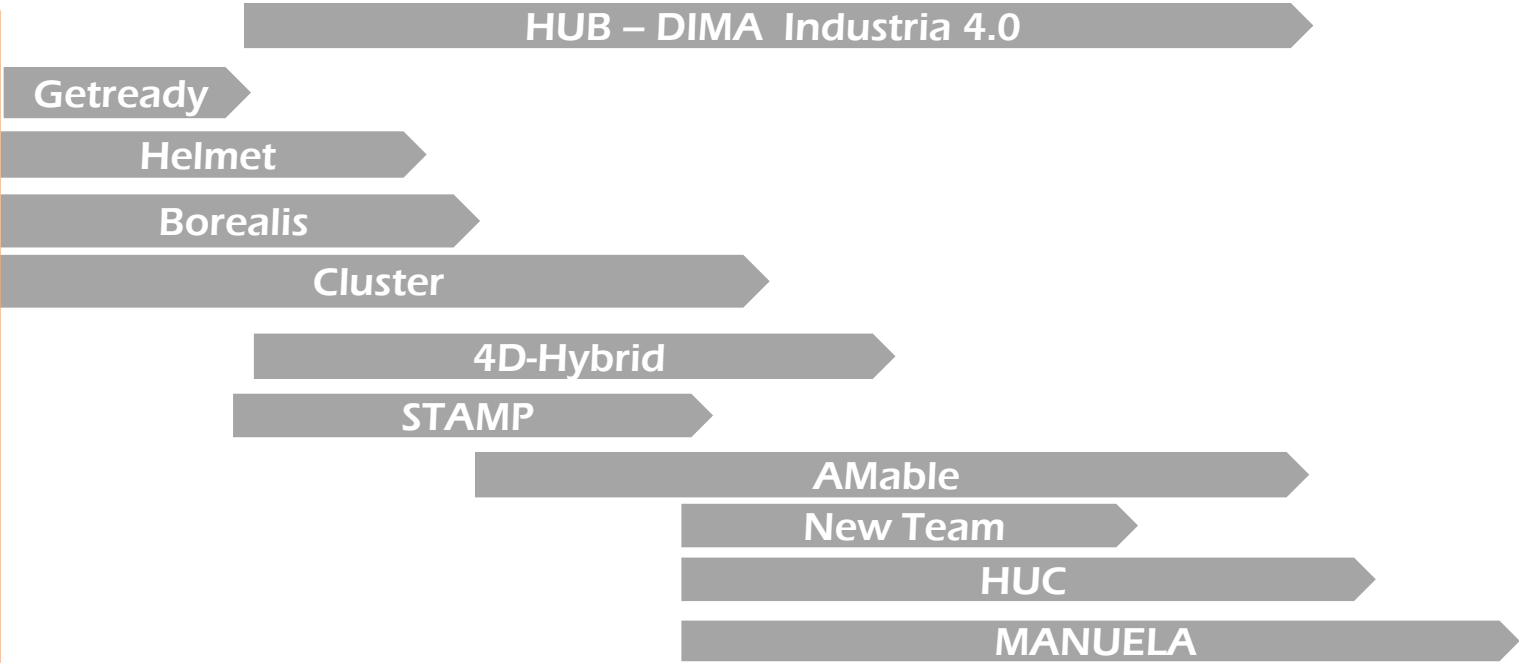 HUB – DIMA Industria 4.0
Getready
Helmet
Borealis
Cluster
4D-Hybrid
STAMP
AMable
New Team
HUC
MANUELA